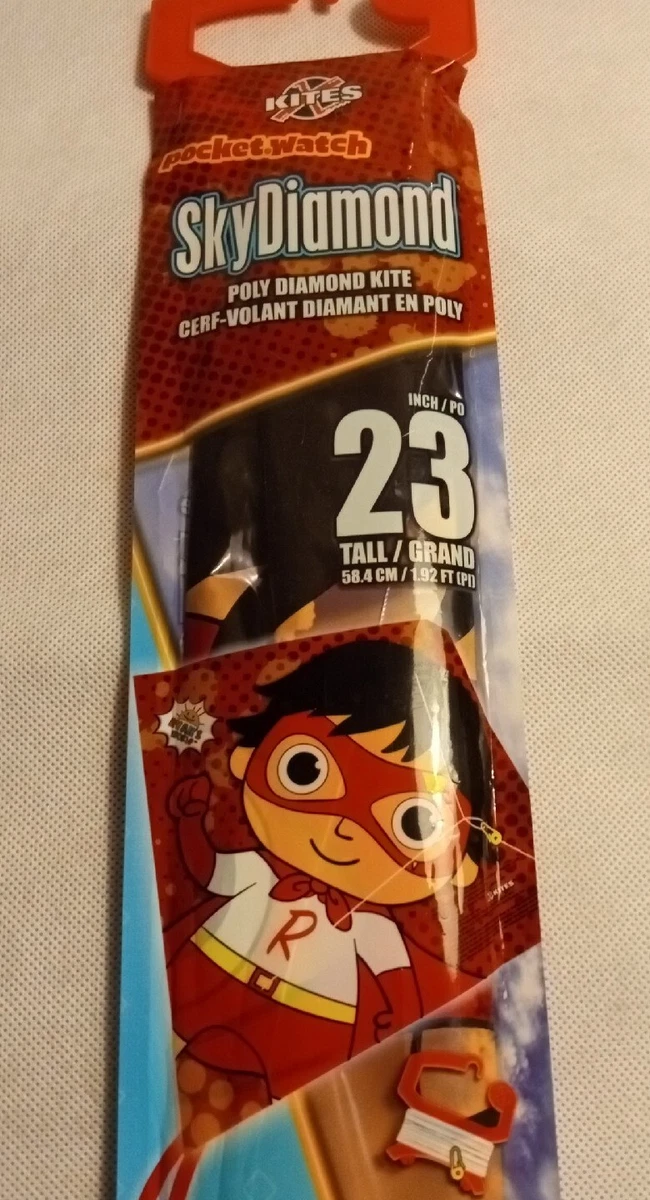 KITES
pocket.watch
SkyDiamond
POLY DIAMOND KITE
CERF-VOLANT DIAMANT EN POLY
INCH / PO
23
TALL / GRAND
58.4 CM / 1.92 FT (PI)
R
KITES